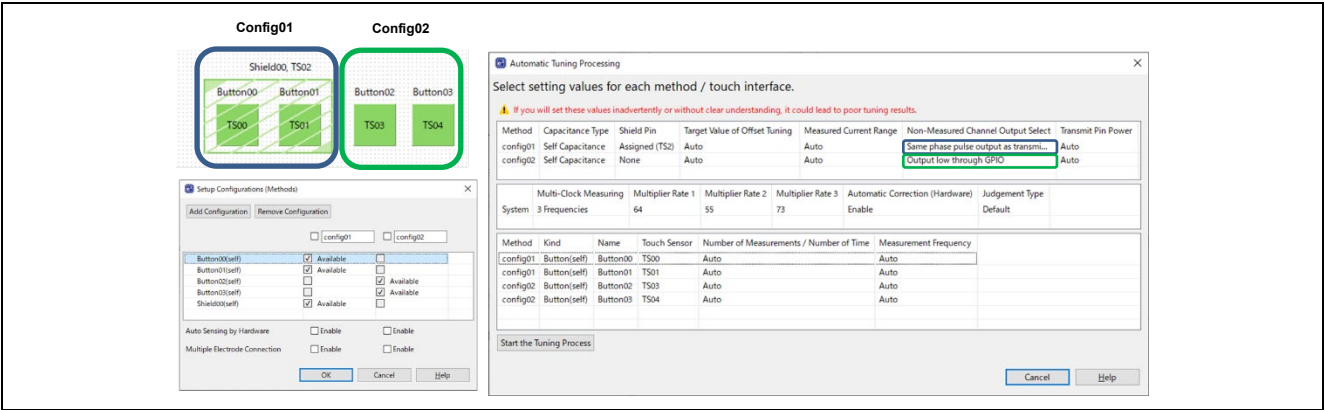 Config01 Config02
Shield00, TS02
Button00 Button01 Button02 Button03
TS00 TS01 TS03 TS04
Setup Configurations (Methods)
Add Configuration Remove Configuration
config01 config02
Button00(self) Available
Button01(self) Available
Button02(self) Available
Button03(self) Available
Shield00(self) Available
Auto Sensing by Hardware Enable Enable
Multiple Electrode Connection Enable Enable
OK Cancel Help
Automatic Tuning Processing
Select setting values for each method / touch interface.
If you will set these values inadvertently or without clear understanding, it could lead to poor tuning results.
Method Capacitance Type Shield Pin Target Value of Offset Tuning Measured Current Range Non-Measured Channel Output Select Transmit Pin Power
config01 Self Capacitance Assigned (TS2) Auto Auto Same phase pulse output as transmi... Auto
config02 Self Capacitance None Auto Auto Output low through GPIO Auto
Multi-Clock Measuring Multiplier Rate 1 Multiplier Rate 2 Multiplier Rate 3 Automatic Correction (Hardware) Judgement Type
System 3 Frequencies 64 55 73 Enable Default
Method Kind Name Touch Sensor Number of Measurements / Number of Time Measurement Frequency
config01 Button(self) Button00 TS00 Auto Auto
config01 Button(self) Button01 TS01 Auto Auto
config02 Button(self) Button02 TS03 Auto Auto
config02 Button(self) Button03 TS04 Auto Auto
Start the Tuning Process
Cancel Help